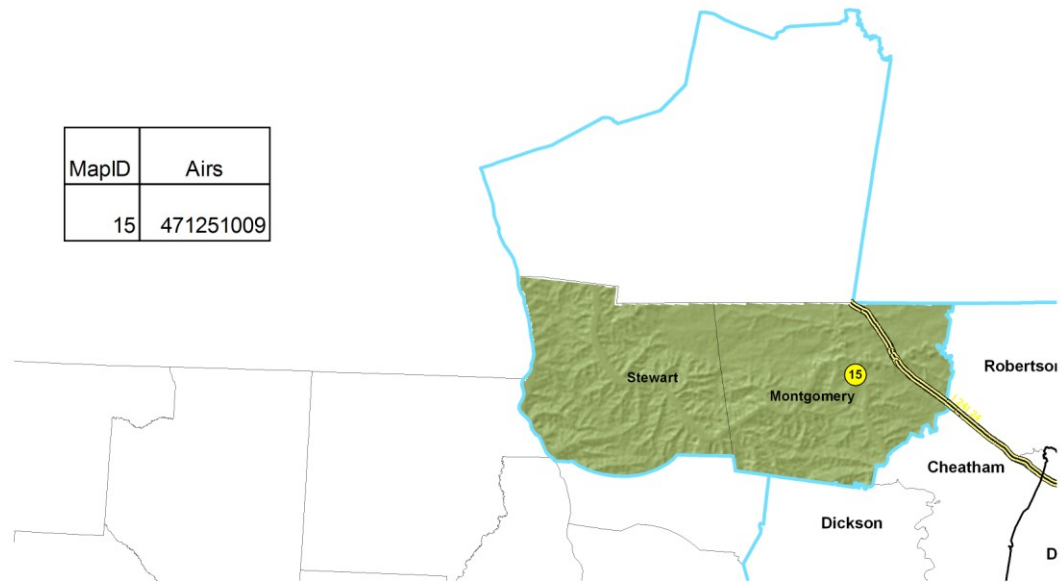 MapID Airs
15 471251009
Stewart
Montgomery
15
Robertson
Cheatham
Dickson
D